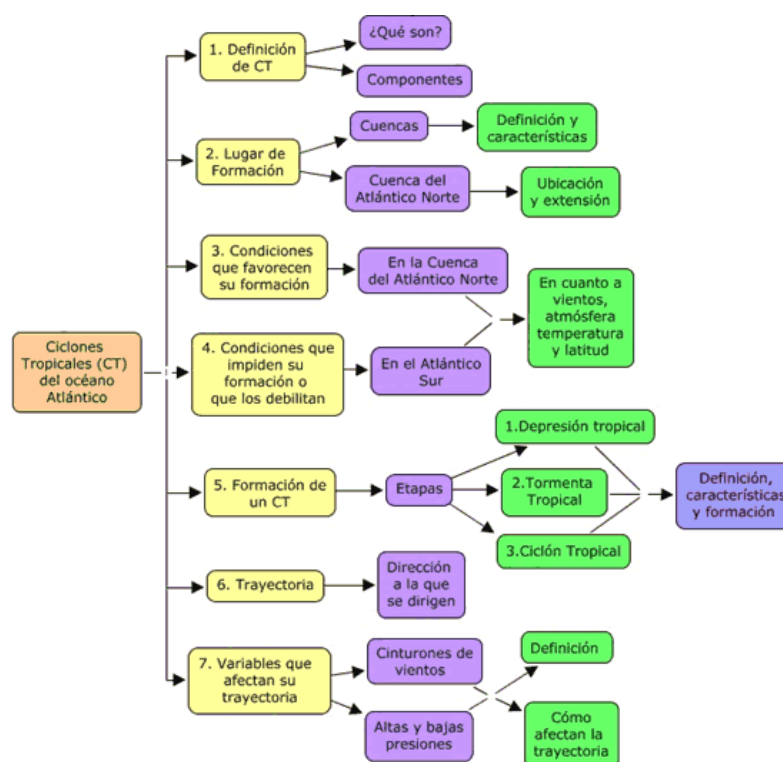 ¿Qué son?
1. Definición
de CT
Componentes
Definición y
características
Cuencas
2. Lugar de
Formación
Cuenca del
Atlántico Norte
Ubicación
y extensión
3. Condiciones
que favorecen
su formación
En la Cuenca
del Atlántico Norte
En cuanto a
vientos,
atmósfera
temperatura
y latitud
Ciclones
Tropicales (CT)
del océano
Atlántico
4. Condiciones que
impiden su
formación o
que los debilitan
En el Atlántico
Sur
1.Depresión tropical
5. Formación de
un CT
Etapas
2.Tormenta
Tropical
Definición,
características
y formación
3.Ciclón Tropical
6. Trayectoria
Dirección
a la que
se dirigen
7. Variables que
afectan su
trayectoria
Cinturones de
vientos
Definición
Altas y bajas
presiones
Cómo
afectan la
trayectoria